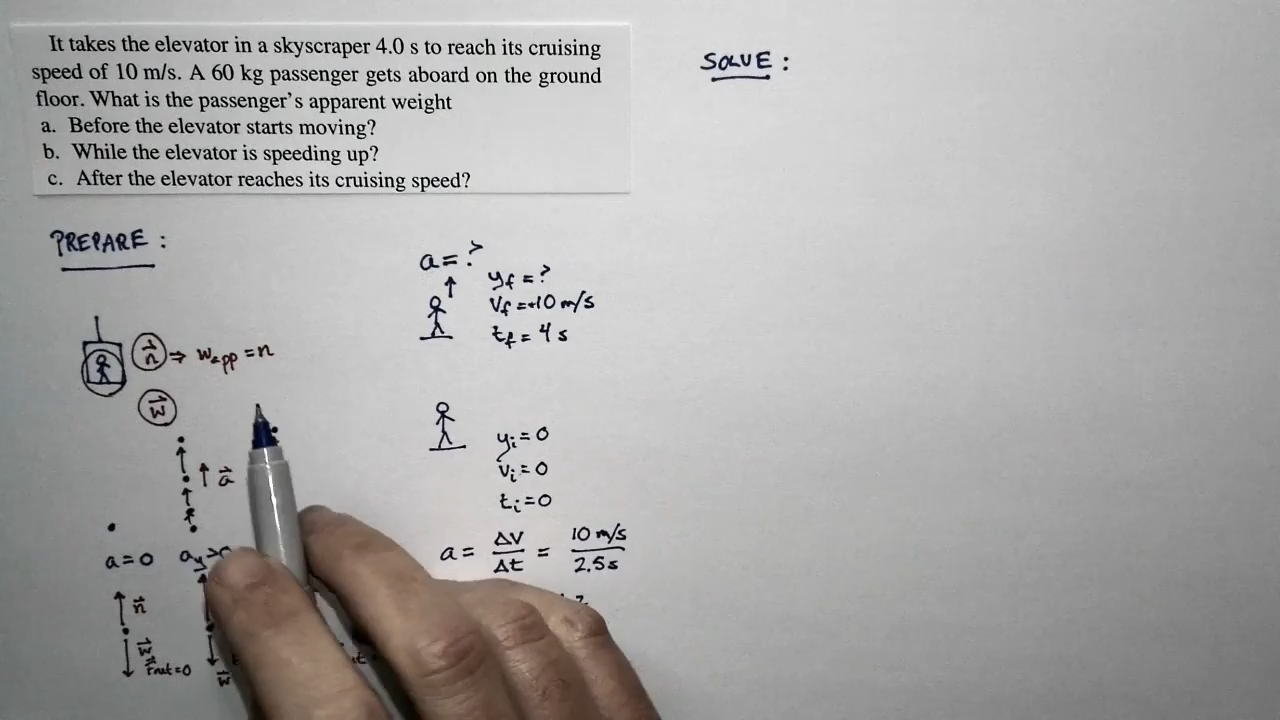 It takes the elevator in a skyscraper 4.0 s to reach its cruising
speed of 10 m/s. A 60 kg passenger gets aboard on the ground
floor. What is the passenger's apparent weight
a. Before the elevator starts moving?
b. While the elevator is speeding up?
c. After the elevator reaches its cruising speed?
SOLVE :
PREPARE :
n⃗ ⇒ w_app = n
w⃗
a⃗
a = 0
n⃗
w⃗
F⃗net = 0
w⃗
a = ?
y_f = ?
v_f = +10 m/s
t_f = 4 s
y_i = 0
v_i = 0
t_i = 0
a = Δv/Δt = 10 m/s / 2.5 s